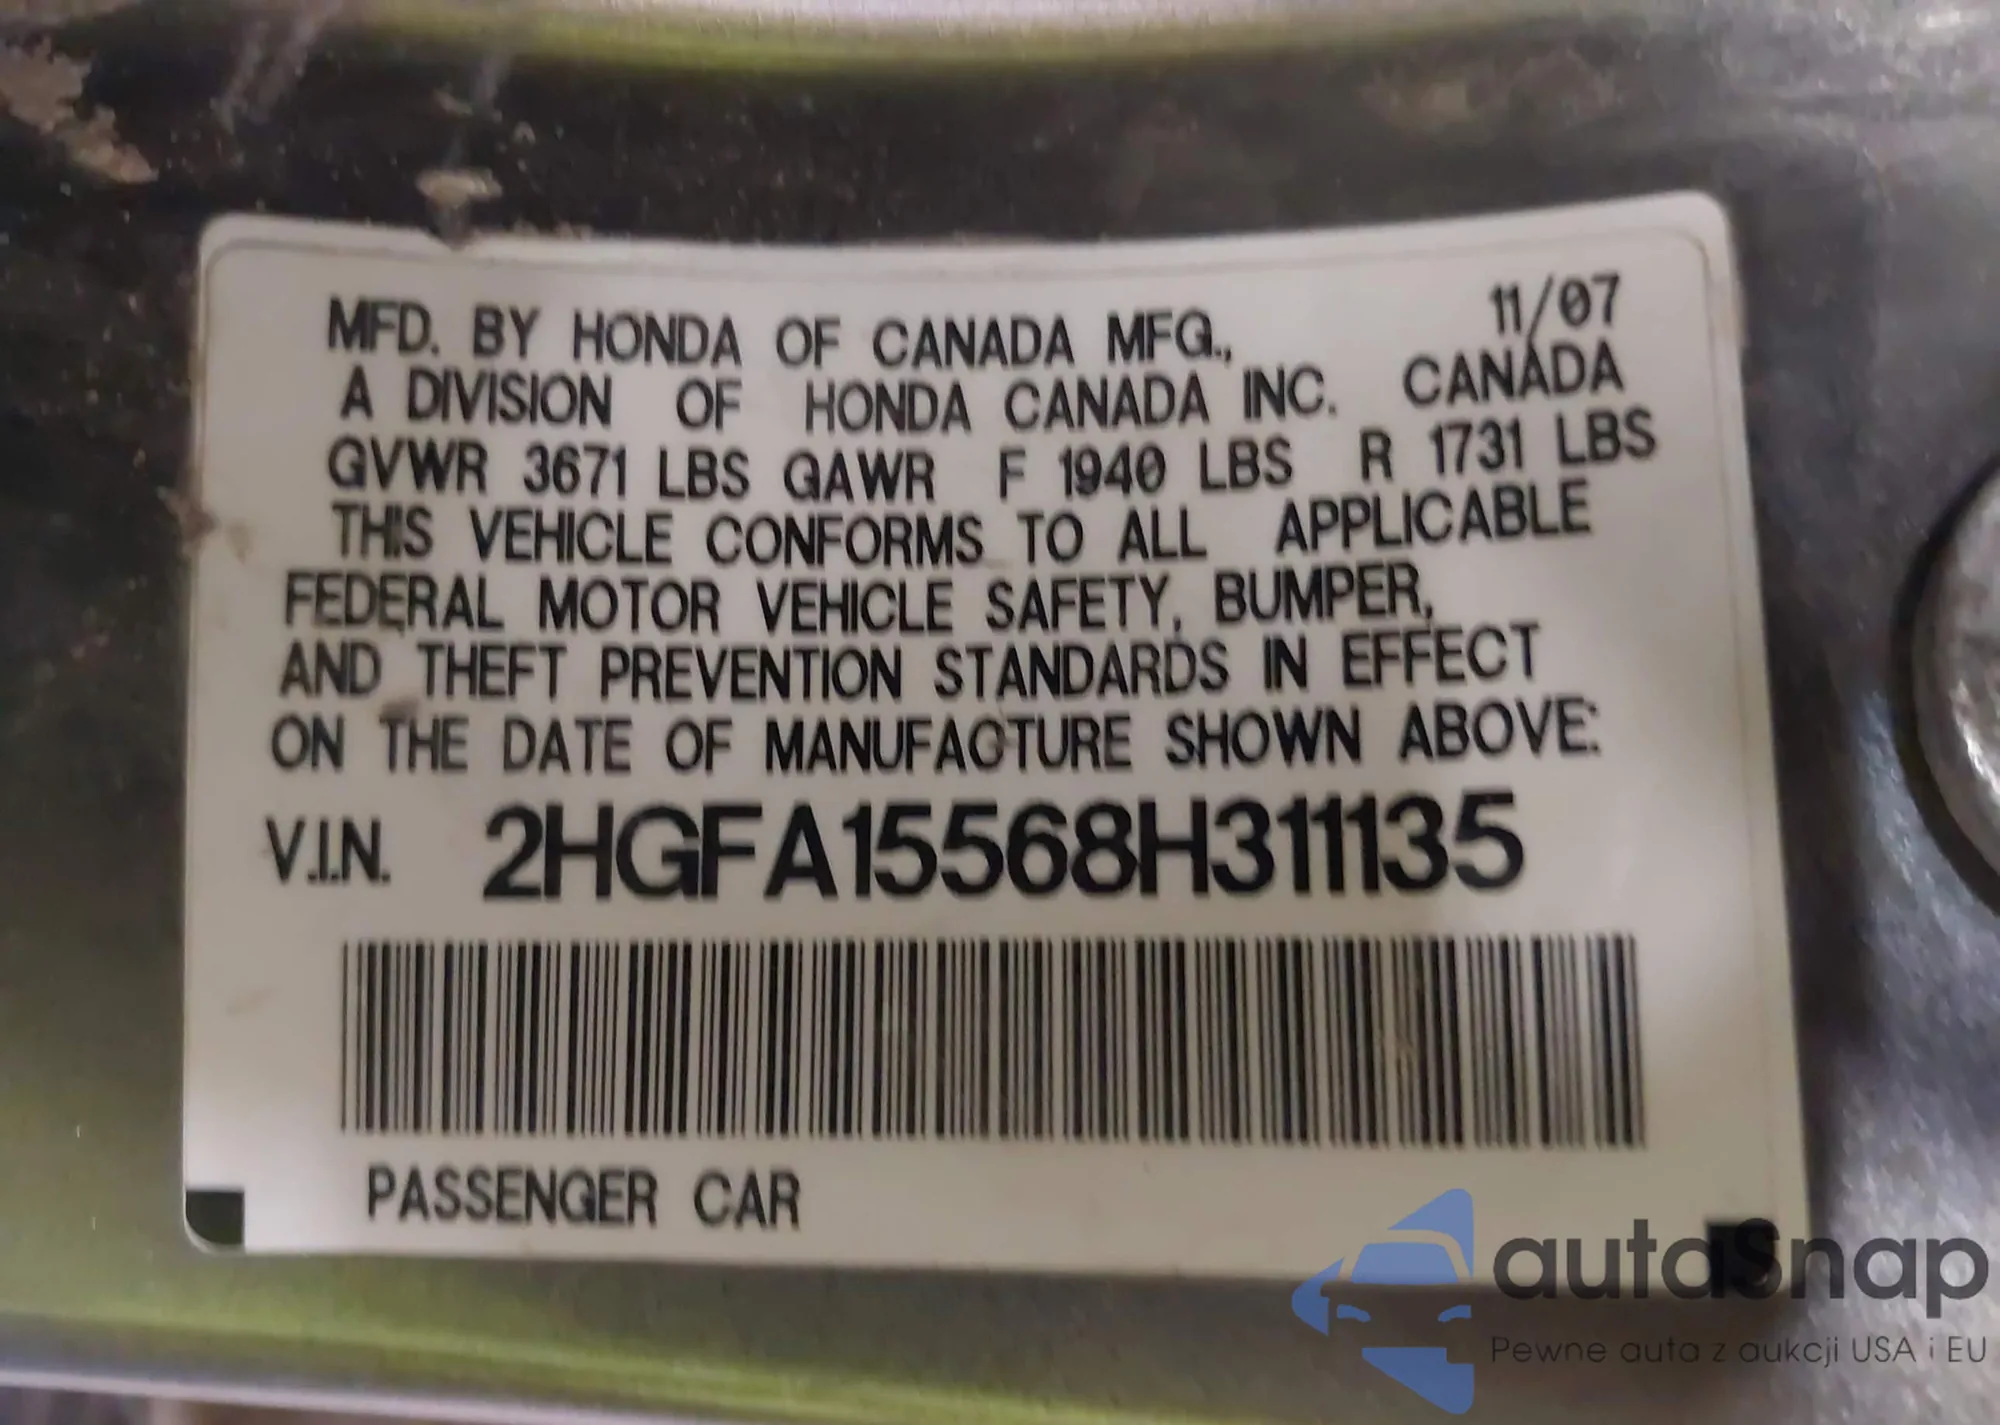 MFD. BY HONDA OF CANADA MFG., 11/07
A DIVISION OF HONDA CANADA INC. CANADA
GVWR 3671 LBS GAWR F 1940 LBS R 1731 LBS
THIS VEHICLE CONFORMS TO ALL APPLICABLE
FEDERAL MOTOR VEHICLE SAFETY, BUMPER,
AND THEFT PREVENTION STANDARDS IN EFFECT
ON THE DATE OF MANUFACTURE SHOWN ABOVE:
V.I.N. 2HGFA15568H311135
PASSENGER CAR
autoSnap
Pewne auto z aukcji USA i EU